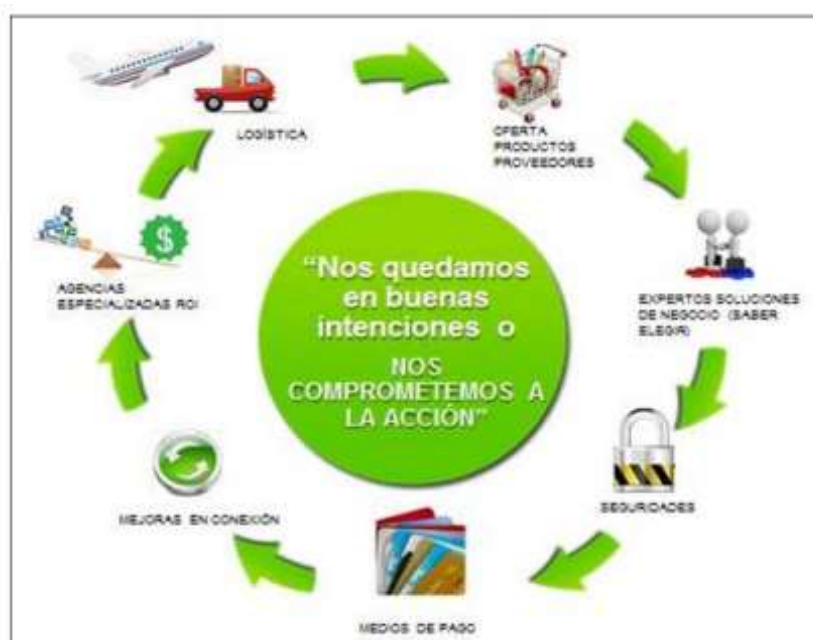 LOGÍSTICA
OFERTA
PRODUCTOS
PROVEEDORES
EXPERTOS SOLUCIONES
DE NEGOCIO (SABER
ELEGIR)
SEGURIDADES
MEDIOS DE PAGO
MEJORAS EN CONEXIÓN
AGENCIAS
ESPECIALIZADAS ROI
$
“Nos quedamos
en buenas
intenciones o
NOS
COMPROMETEMOS A
LA ACCIÓN”